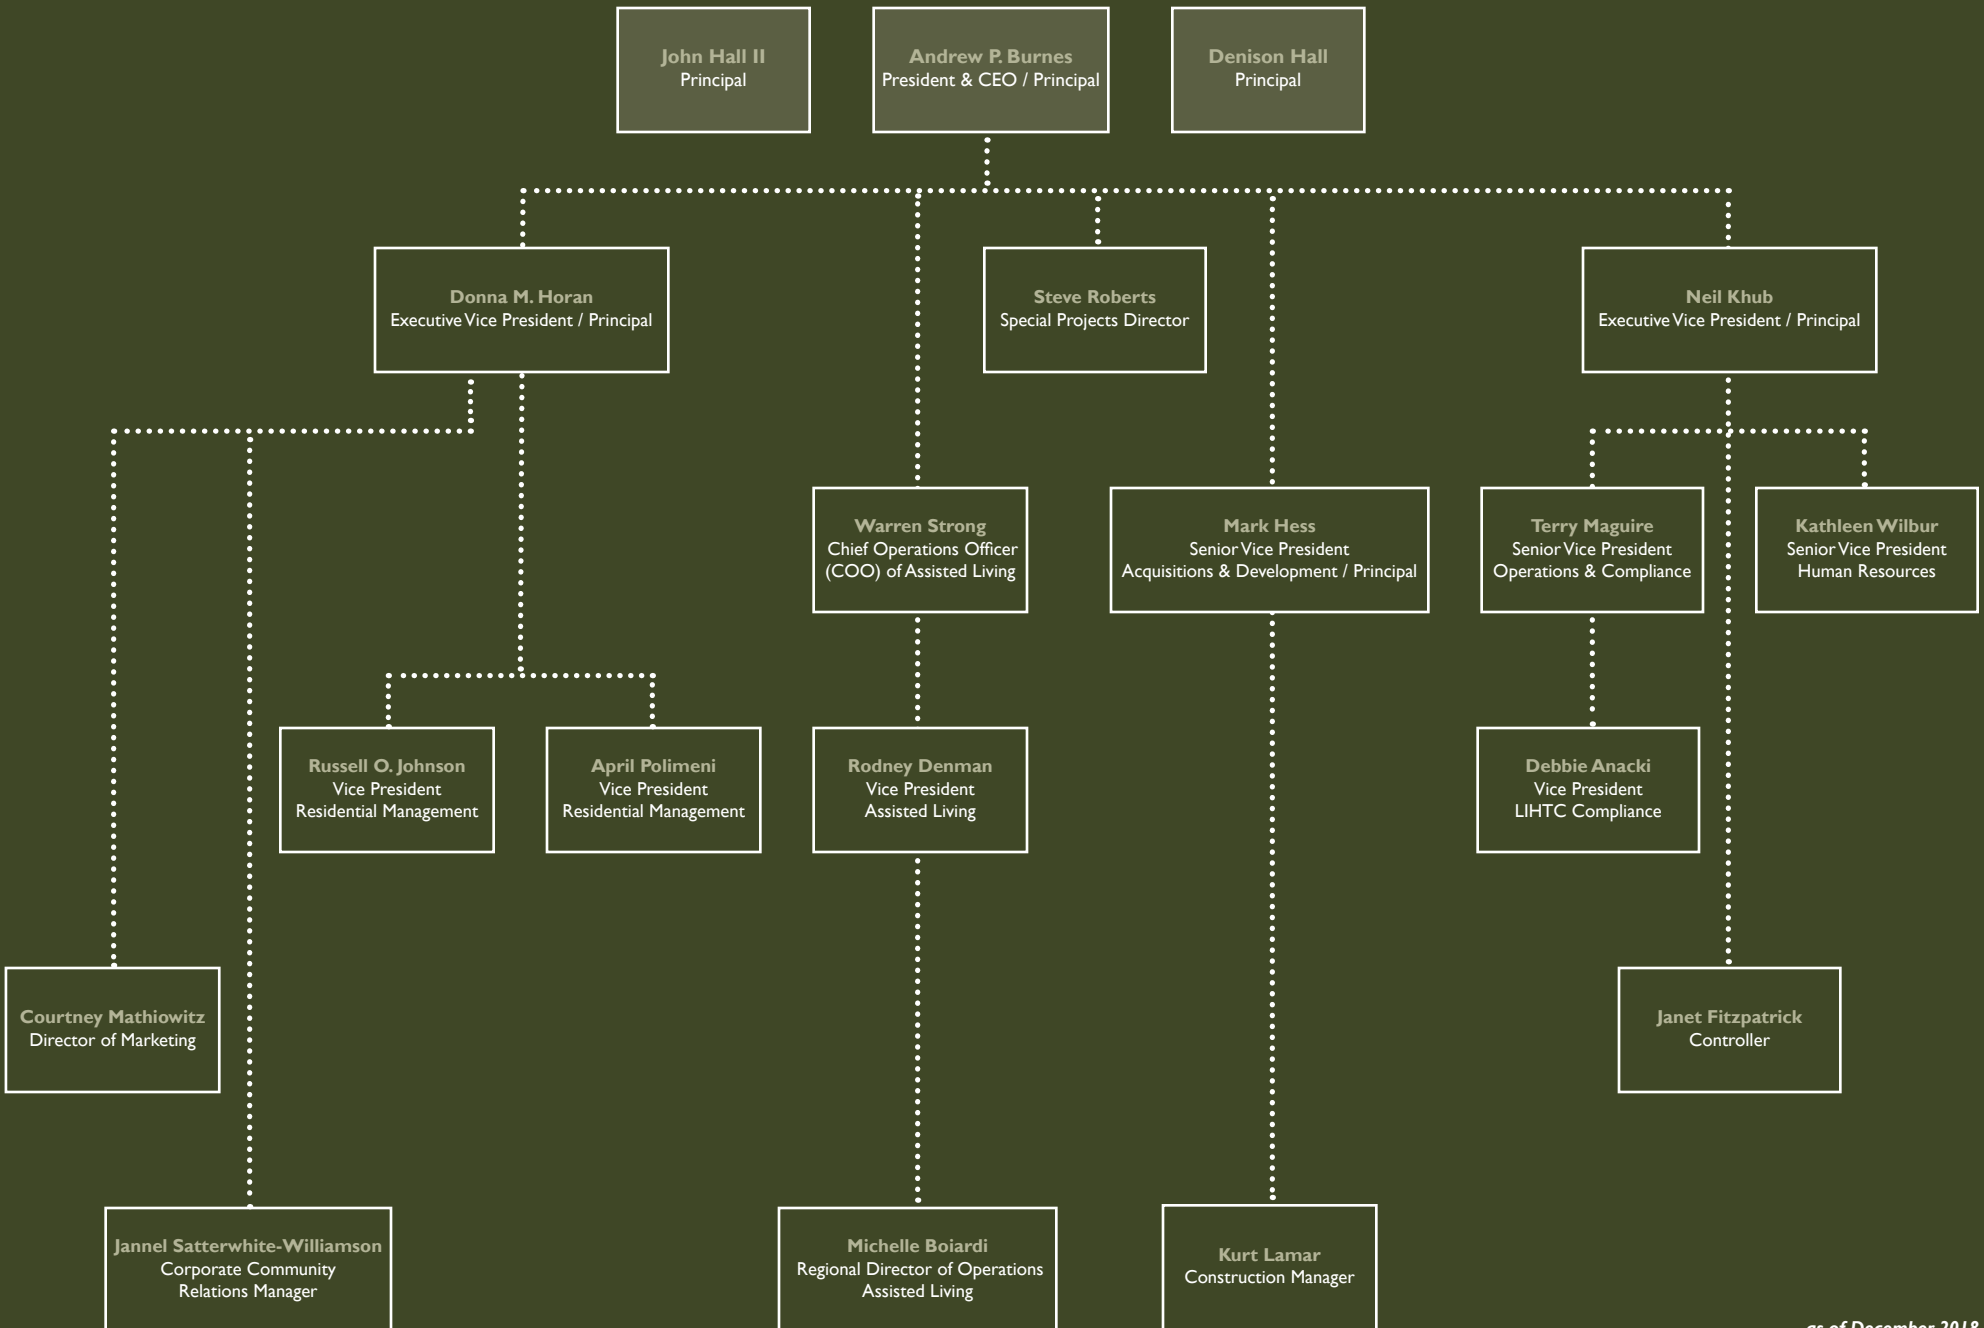 John Hall II
Principal
Andrew P. Burnes
President & CEO / Principal
Denison Hall
Principal
Donna M. Horan
Executive Vice President / Principal
Steve Roberts
Special Projects Director
Neil Khub
Executive Vice President / Principal
Warren Strong
Chief Operations Officer
(COO) of Assisted Living
Mark Hess
Senior Vice President
Acquisitions & Development / Principal
Terry Maguire
Senior Vice President
Operations & Compliance
Kathleen Wilbur
Senior Vice President
Human Resources
Russell O. Johnson
Vice President
Residential Management
April Polimeni
Vice President
Residential Management
Rodney Denman
Vice President
Assisted Living
Debbie Anacki
Vice President
LIHTC Compliance
Courtney Mathiowitz
Director of Marketing
Janet Fitzpatrick
Controller
Jannel Satterwhite-Williamson
Corporate Community
Relations Manager
Michelle Boiardi
Regional Director of Operations
Assisted Living
Kurt Lamar
Construction Manager
as of December 2018